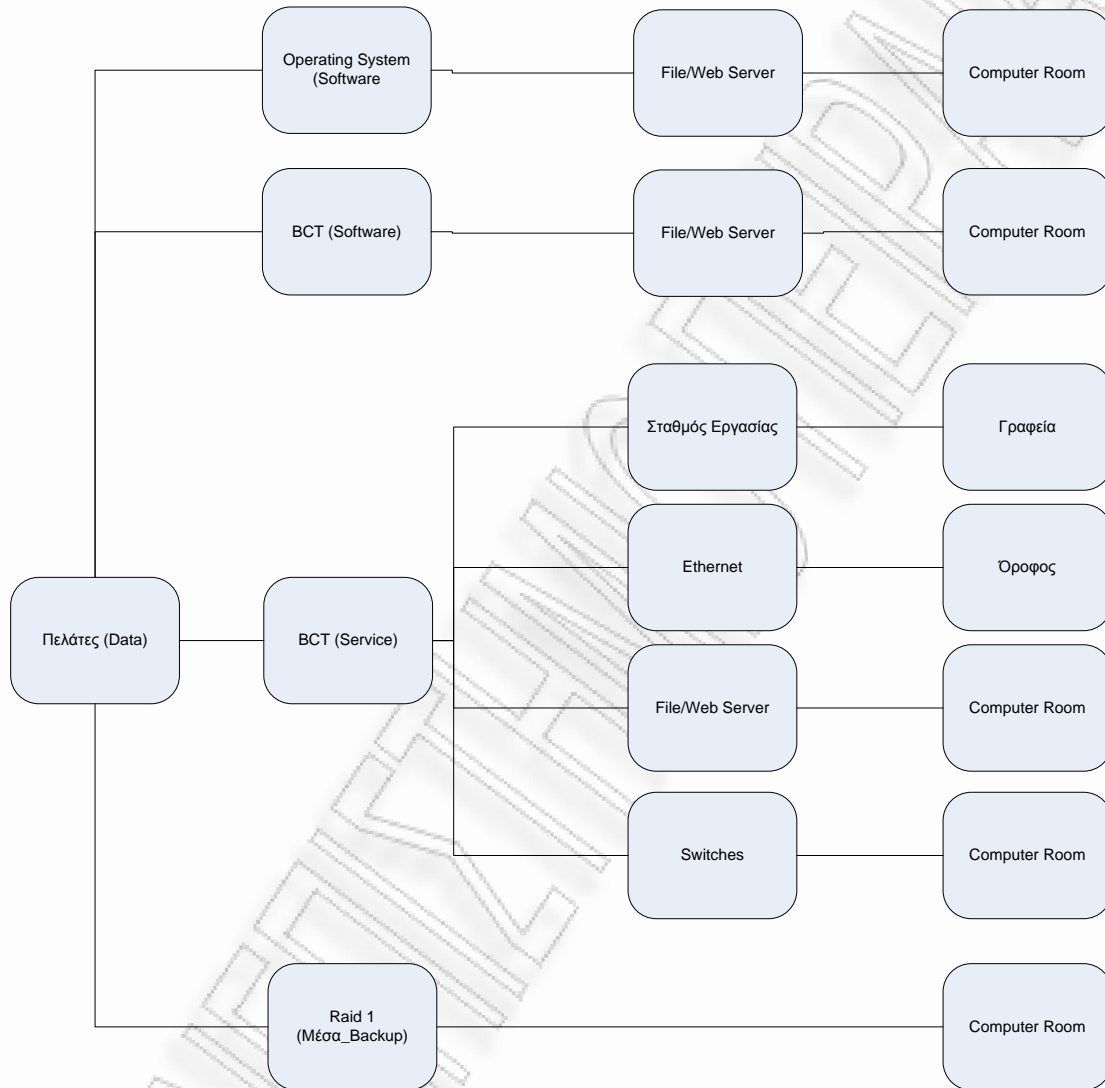 Operating System
(Software
File/Web Server
Computer Room
BCT (Software)
File/Web Server
Computer Room
Σταθμός Εργασίας
Γραφεία
Ethernet
Όροφος
Πελάτες (Data)
BCT (Service)
File/Web Server
Computer Room
Switches
Computer Room
Raid 1
(Μέσα_Backup)
Computer Room